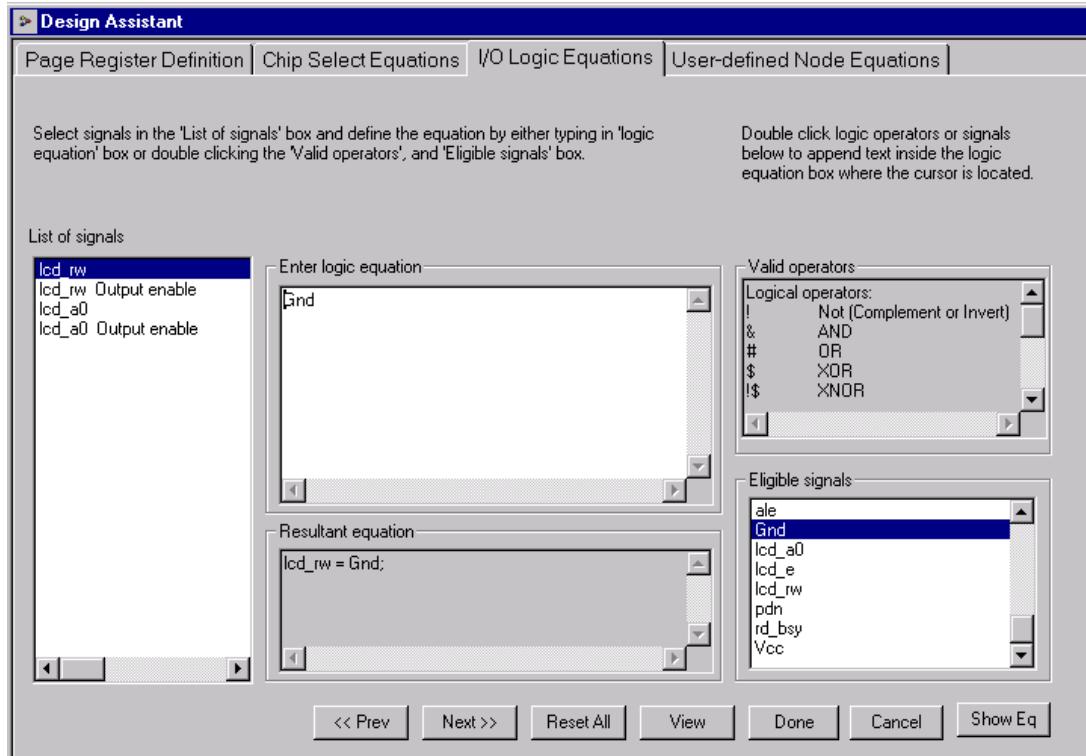 Design Assistant
Page Register Definition Chip Select Equations I/O Logic Equations User-defined Node Equations
Select signals in the 'List of signals' box and define the equation by either typing in 'logic
equation' box or double clicking the 'Valid operators', and 'Eligible signals' box.
Double click logic operators or signals
below to append text inside the logic
equation box where the cursor is located.
List of signals
lcd_rw
lcd_rw Output enable
lcd_a0
lcd_a0 Output enable
Enter logic equation
Gnd
Resultant equation
lcd_rw = Gnd;
Valid operators
Logical operators:
! Not (Complement or Invert)
& AND
# OR
$ XOR
!$ XNOR
Eligible signals
ale
Gnd
lcd_a0
lcd_e
lcd_rw
pdn
rd_bsy
Vcc
<< Prev Next >> Reset All View Done Cancel Show Eq